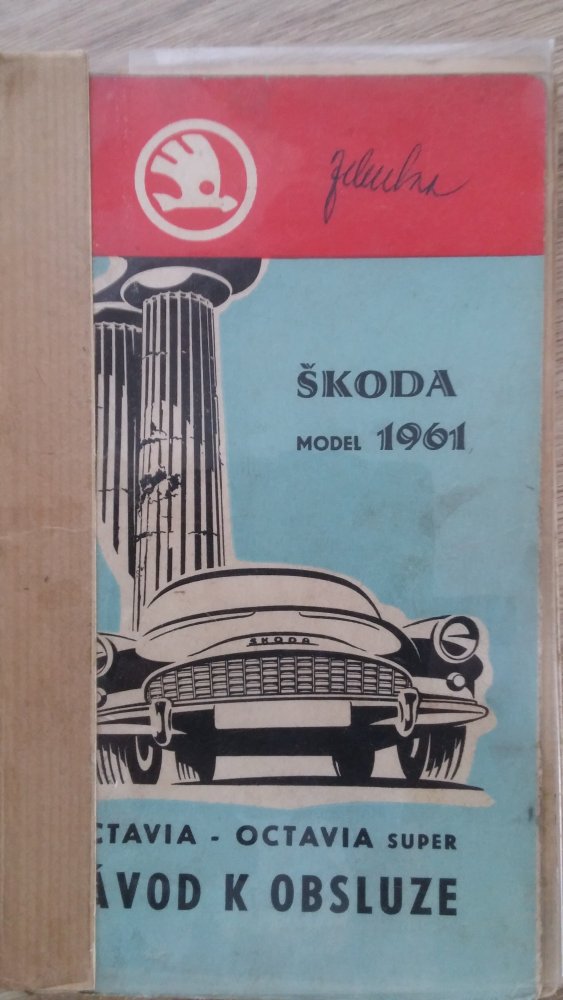 ŠKODA
MODEL 1961
ŠKODA
CTAVIA - OCTAVIA SUPER
ÁVOD K OBSLUZE